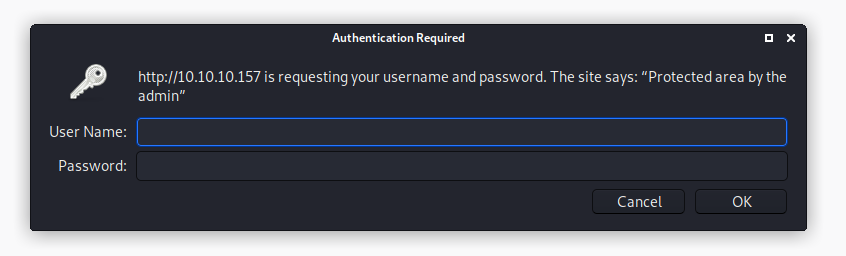 Authentication Required
http://10.10.10.157 is requesting your username and password. The site says: “Protected area by the
admin”
User Name:
Password:
Cancel OK